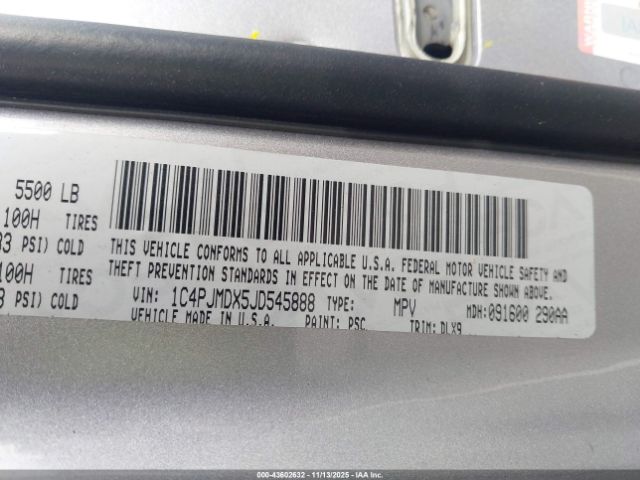 5500 LB
100H TIRES
33 PSI) COLD
100H TIRES
3 PSI) COLD
THIS VEHICLE CONFORMS TO ALL APPLICABLE U.S.A. FEDERAL MOTOR VEHICLE SAFETY AND
THEFT PREVENTION STANDARDS IN EFFECT ON THE DATE OF MANUFACTURE SHOWN ABOVE.
VIN: 1C4PJMDX5JD545888 TYPE: MPV MDH:091600 290AA
VEHICLE MADE IN U.S.A. PAINT: PSC TRIM: DLX9
000-43602632 - 11/13/2025 - IAA Inc.